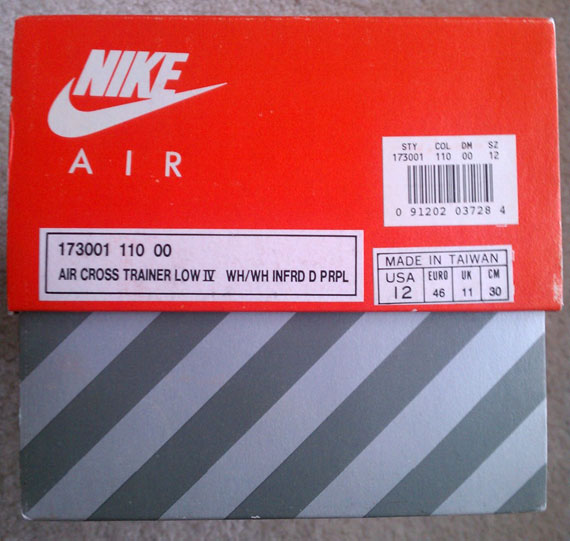 NIKE
AIR
STY COL DM SZ
173001 110 00 12
0 91202 03728 4
173001 110 00
AIR CROSS TRAINER LOW IV WH/WH INFRD D PRPL
MADE IN TAIWAN
USA EURO UK CM
12 46 11 30